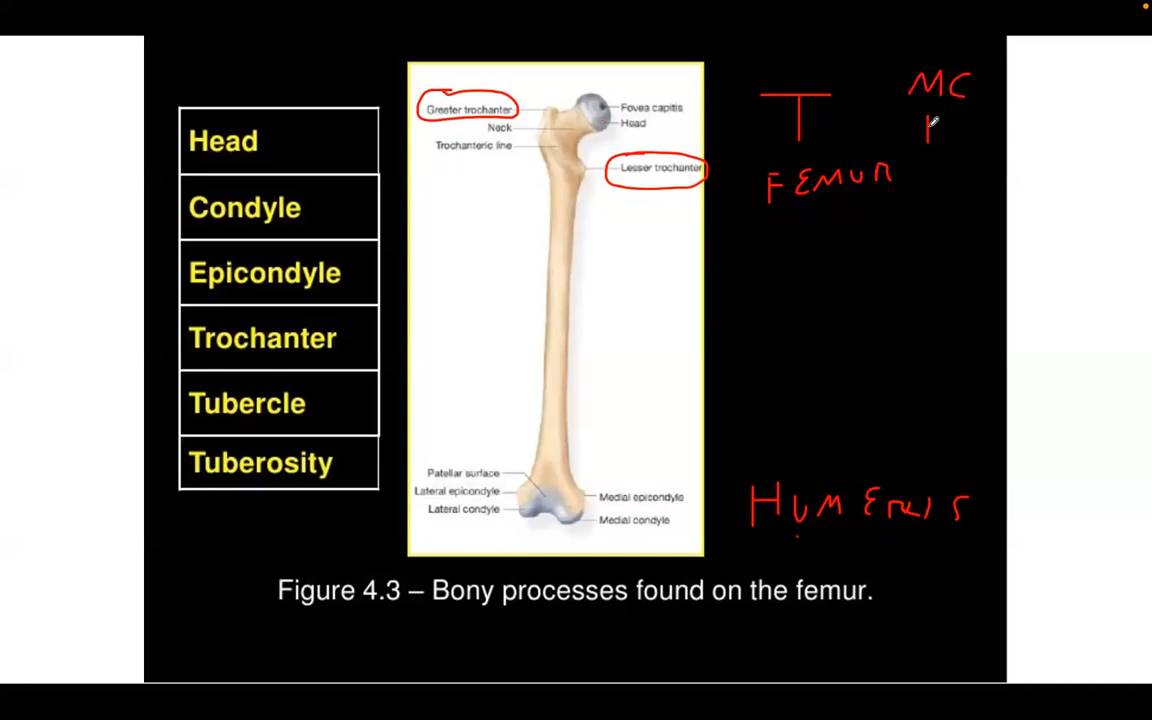 Head
Condyle
Epicondyle
Trochanter
Tubercle
Tuberosity
Greater trochanter
Neck
Trochanteric line
Fovea capitis
Head
Lesser trochanter
Patellar surface
Lateral epicondyle
Lateral condyle
Medial epicondyle
Medial condyle
T
FEMUR
MC
HUMERUS
Figure 4.3 – Bony processes found on the femur.